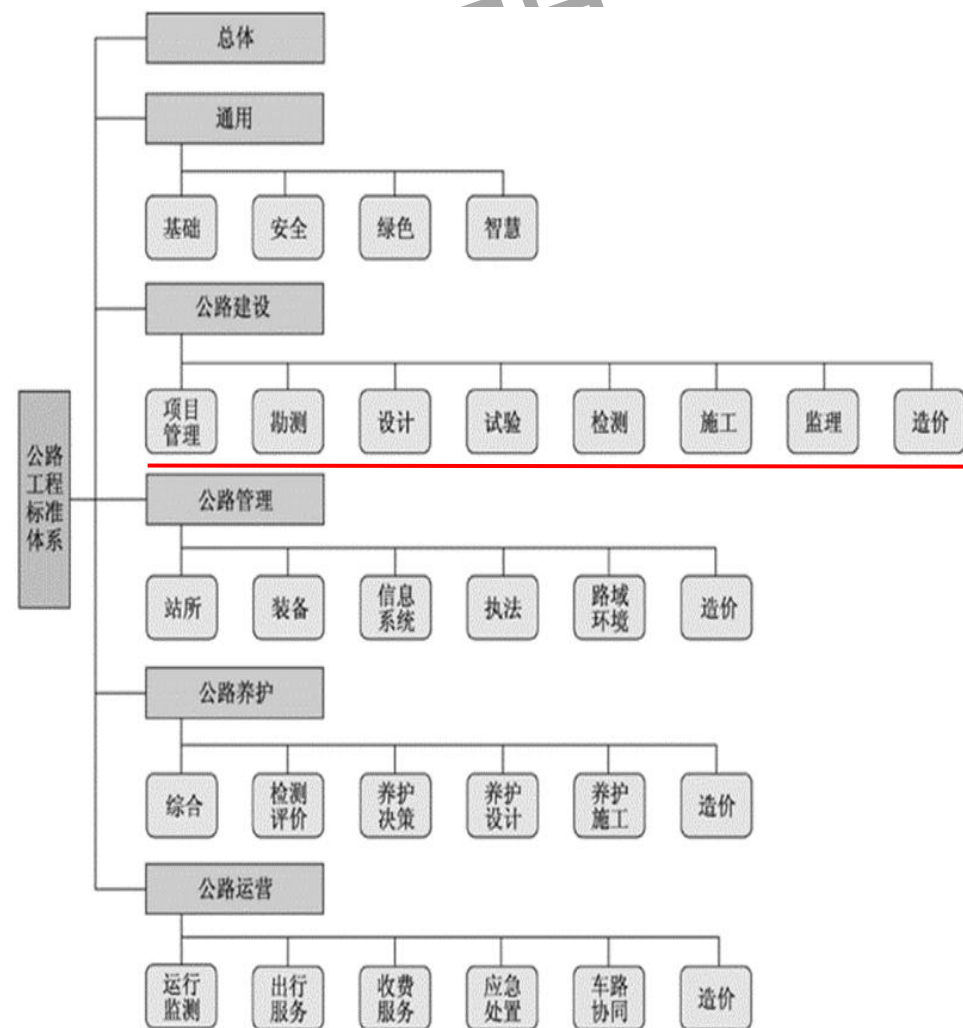 总体
通用
基础 安全 绿色 智慧
公路建设
项目
管理
勘测 设计 试验 检测 施工 监理 造价
公路
工程
标准
体系
公路管理
站所 装备
信息
系统
执法
路域
环境
造价
公路养护
综合
检测
评价
养护
决策
养护
设计
养护
施工
造价
公路运营
运行
监测
出行
服务
收费
服务
应急
处置
车路
协同
造价